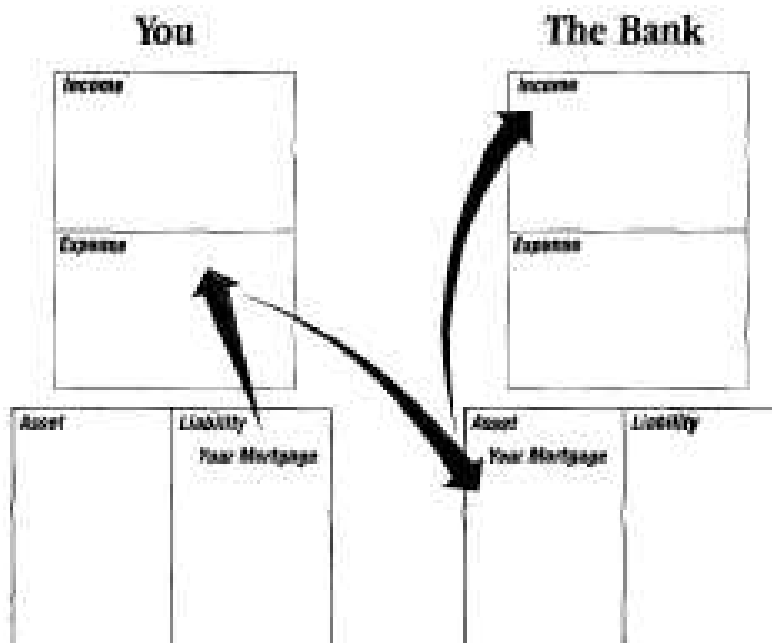 You
The Bank
Income
Income
Expense
Expense
Asset
Liability
Your Mortgage
Asset
Liability
Your Mortgage